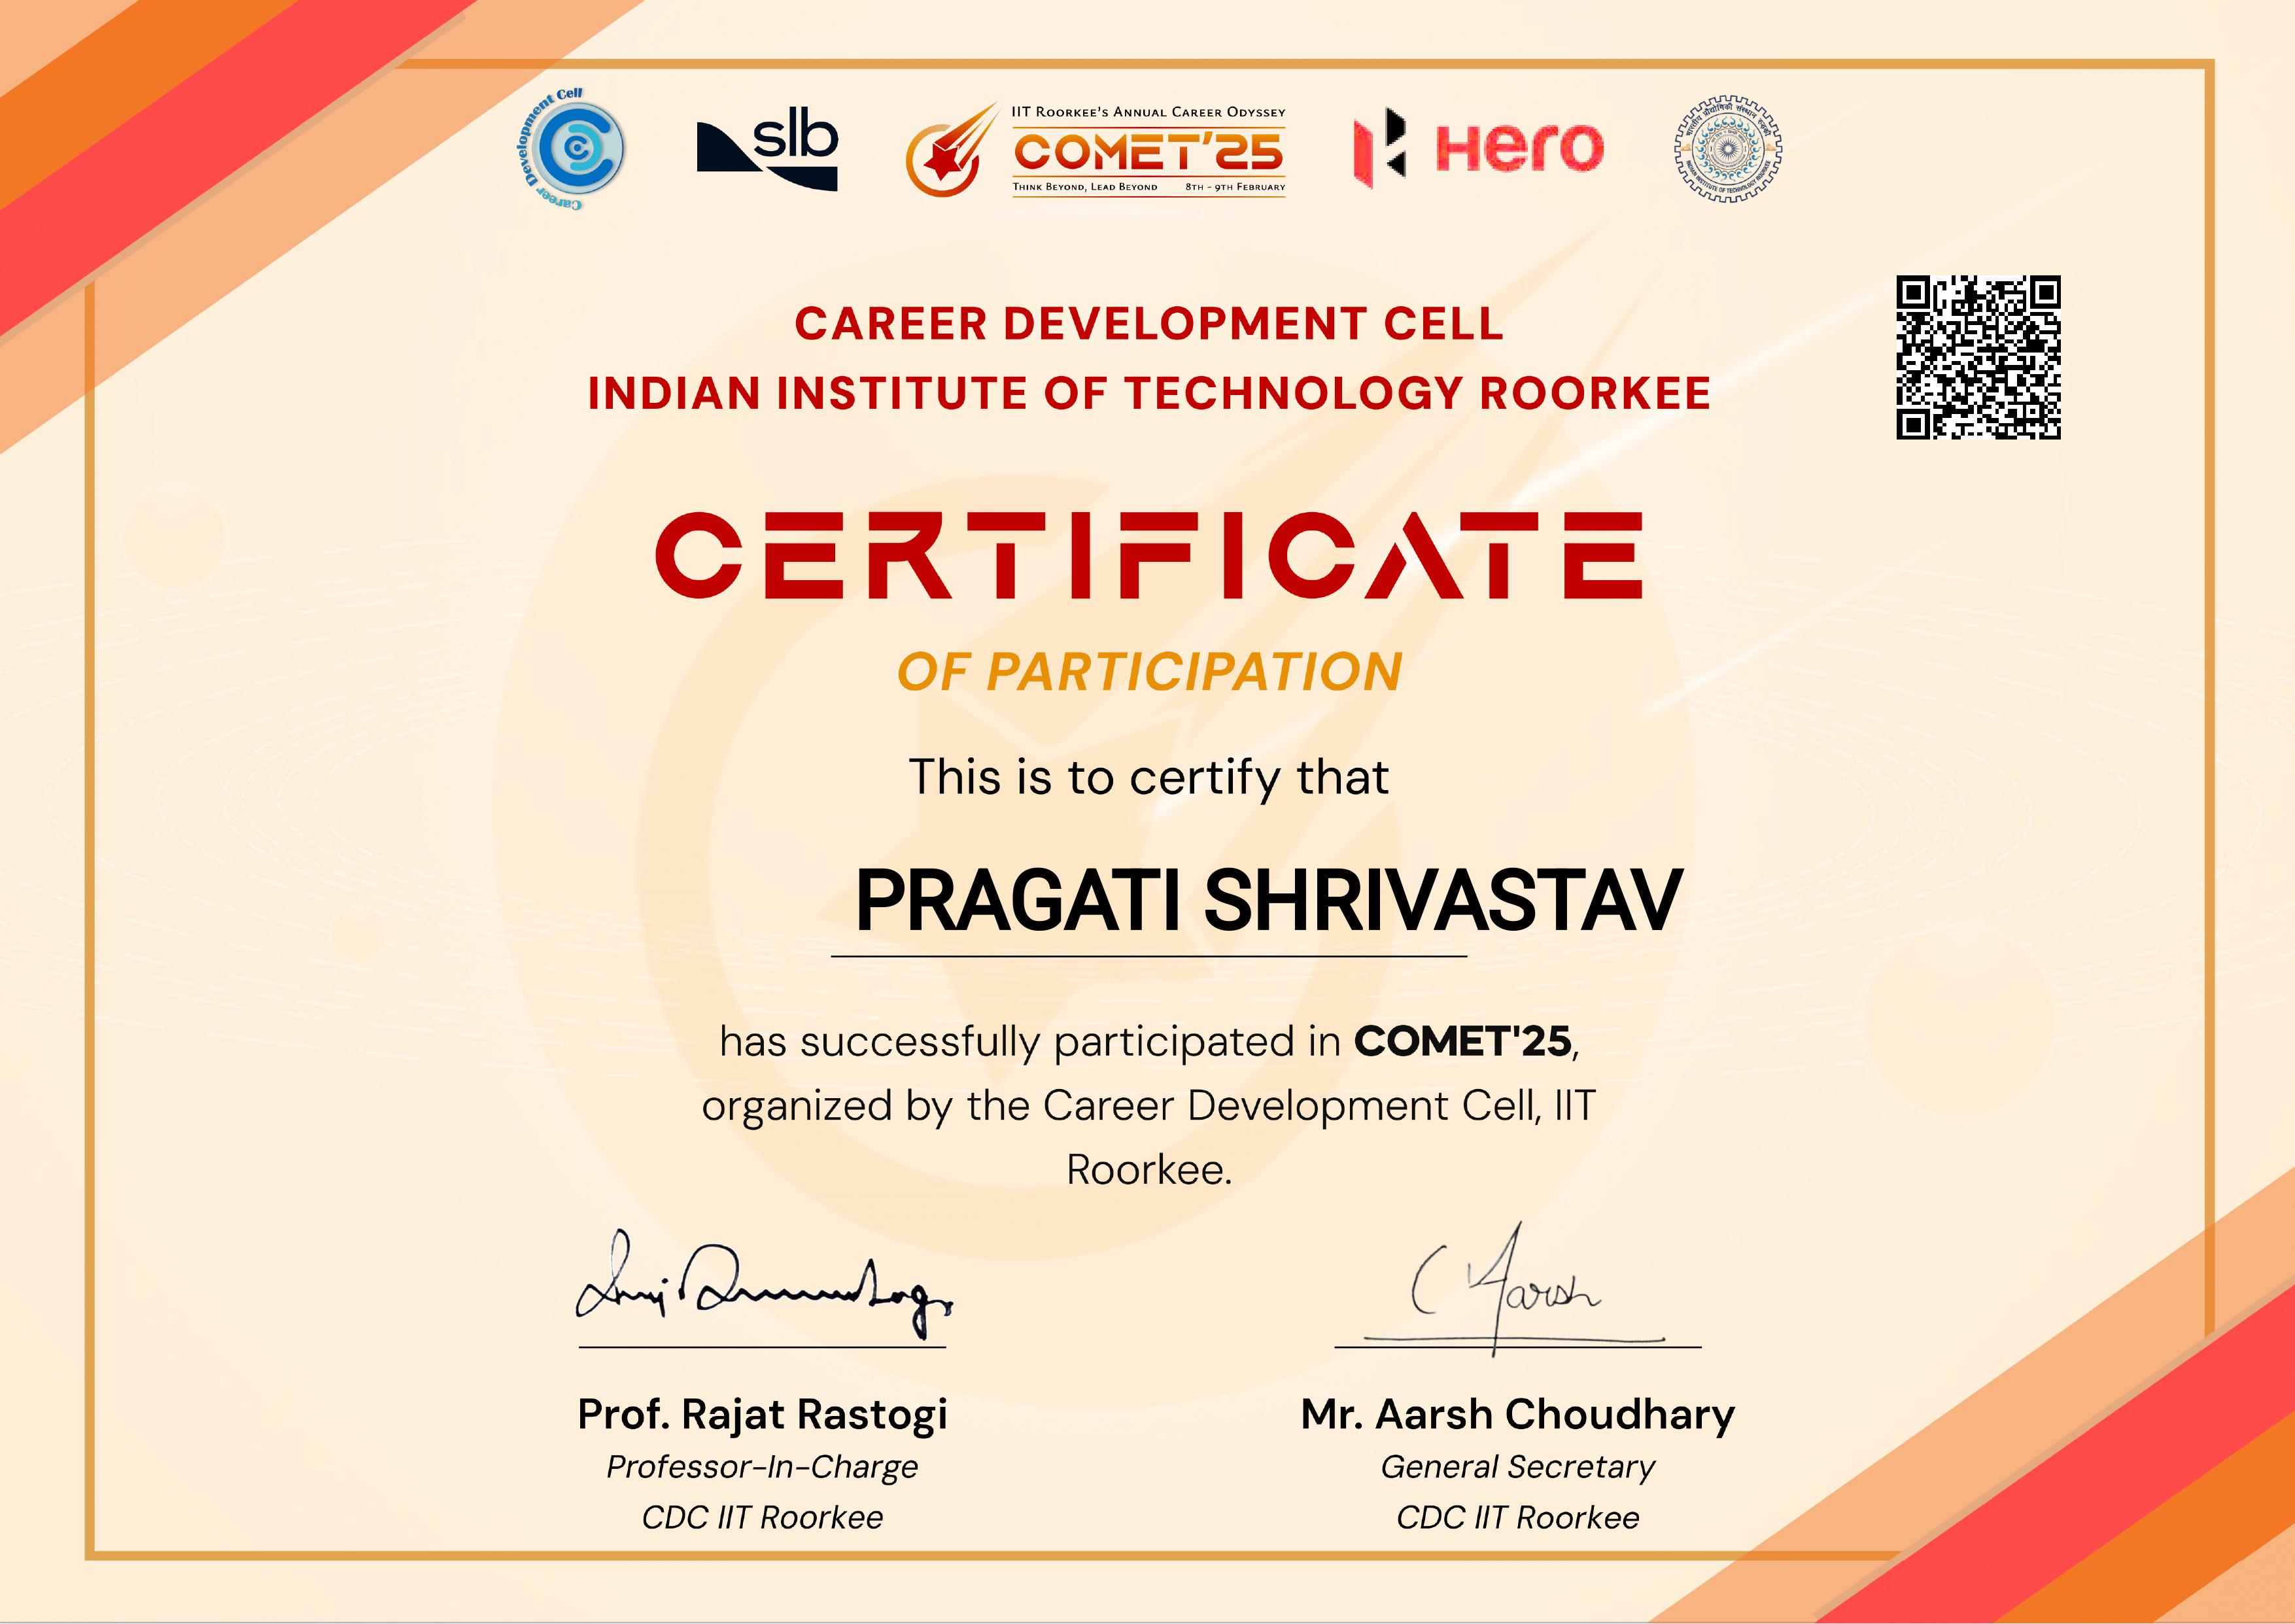 Career Development Cell
slb
IIT Roorkee's Annual Career Odyssey
COMET'25
Think Beyond, Lead Beyond 8th - 9th February
Hero
भारतीय प्रौद्योगिकी संस्थान रुड़की
INDIAN INSTITUTE OF TECHNOLOGY ROORKEE
CAREER DEVELOPMENT CELL
INDIAN INSTITUTE OF TECHNOLOGY ROORKEE
CERTIFICATE
OF PARTICIPATION
This is to certify that
PRAGATI SHRIVASTAV
has successfully participated in COMET'25,
organized by the Career Development Cell, IIT
Roorkee.
Prof. Rajat Rastogi
Professor-In-Charge
CDC IIT Roorkee
Mr. Aarsh Choudhary
General Secretary
CDC IIT Roorkee